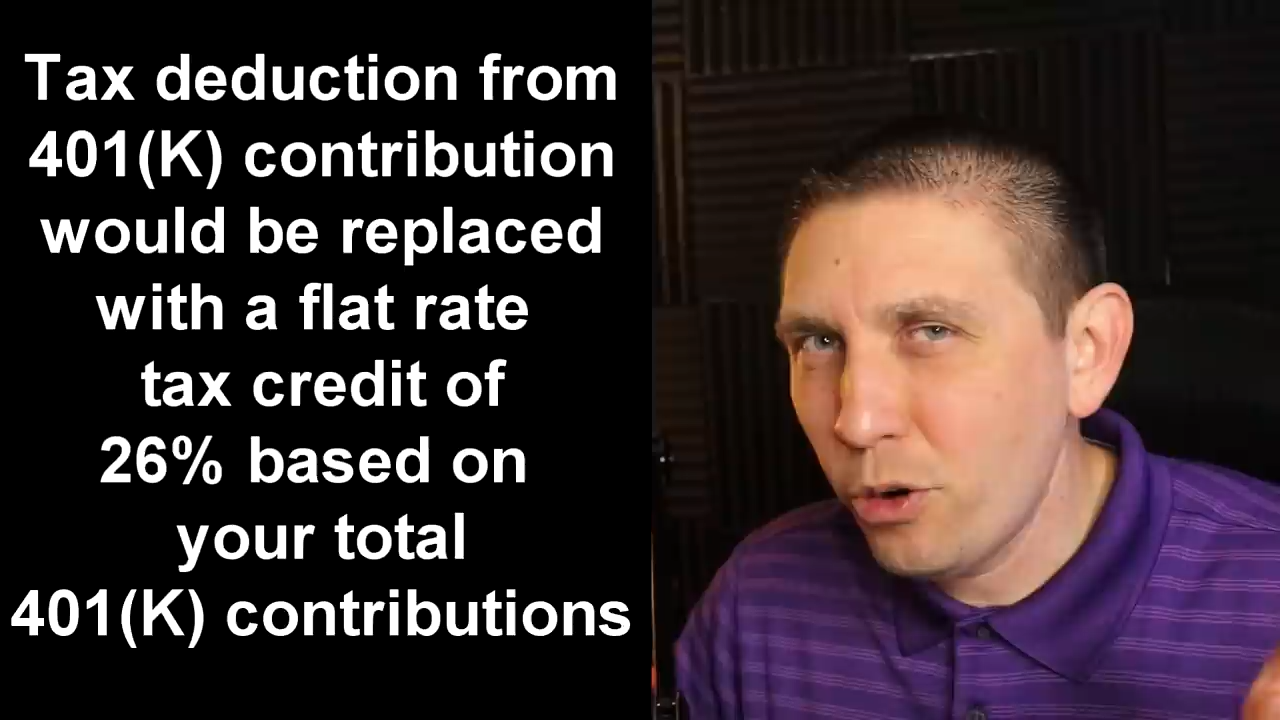 Tax deduction from
401(K) contribution
would be replaced
with a flat rate
tax credit of
26% based on
your total
401(K) contributions